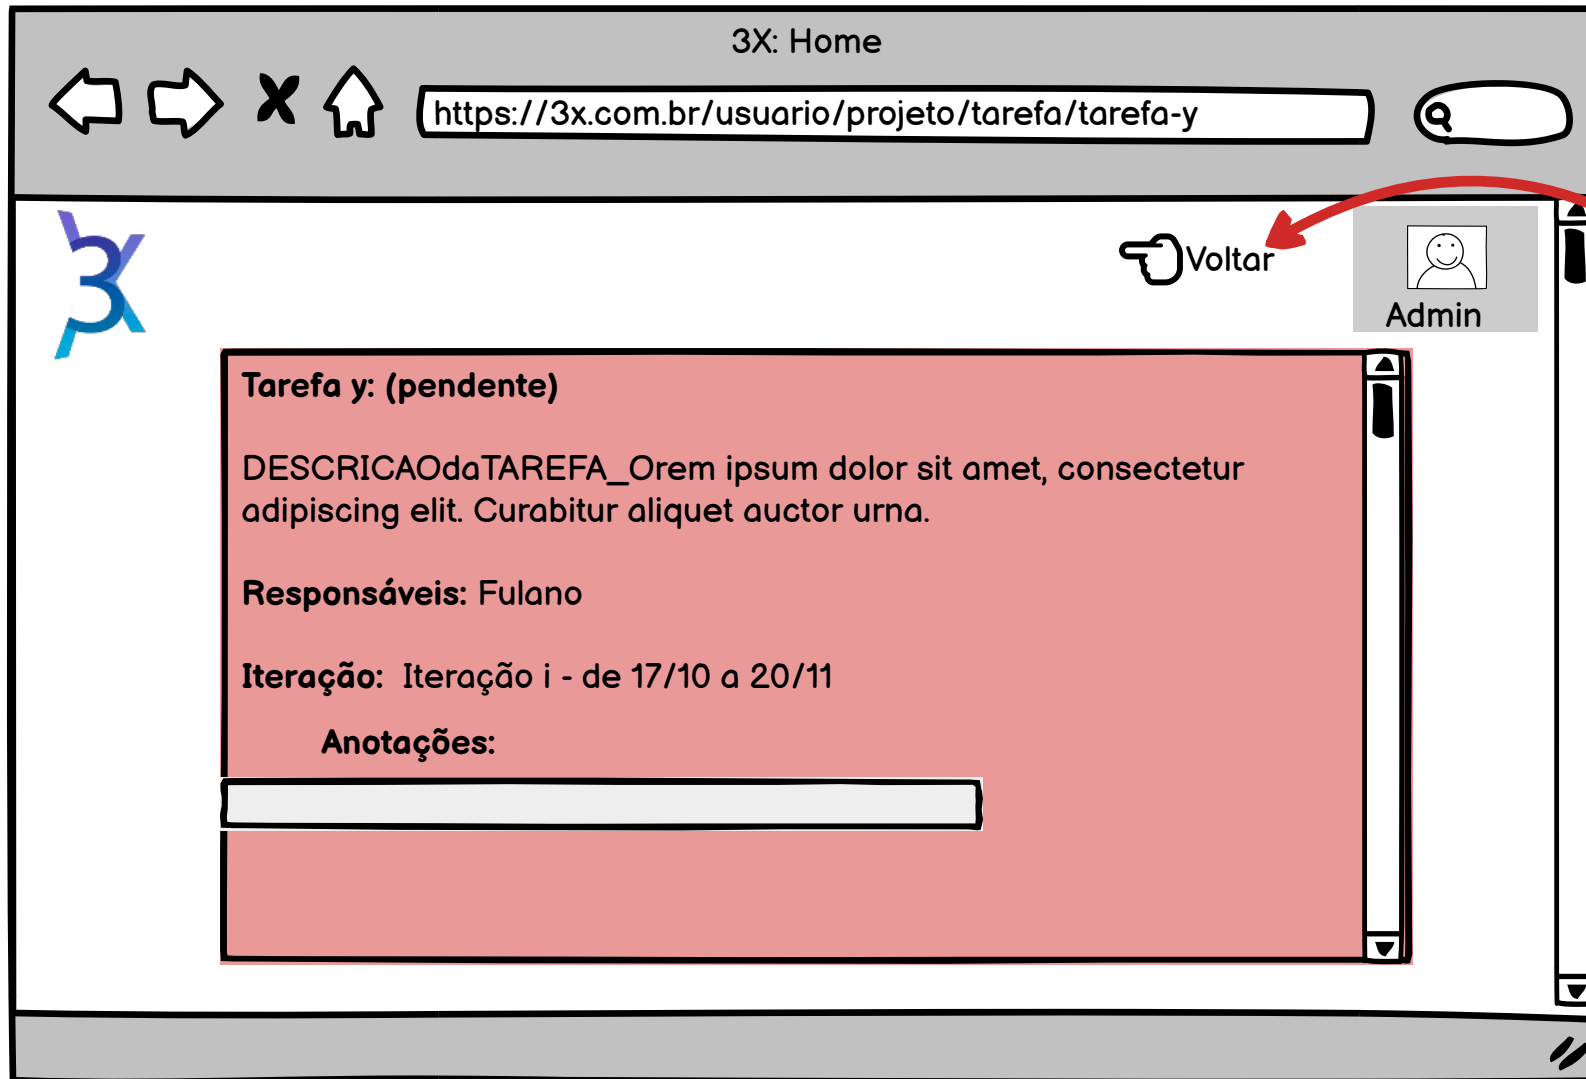 3X: Home
https://3x.com.br/usuario/projeto/tarefa/tarefa-y
3X
Voltar
Admin
Tarefa y: (pendente)
DESCRICAOdaTAREFA_Orem ipsum dolor sit amet, consectetur
adipiscing elit. Curabitur aliquet auctor urna.
Responsáveis: Fulano
Iteração: Iteração i - de 17/10 a 20/11
Anotações: